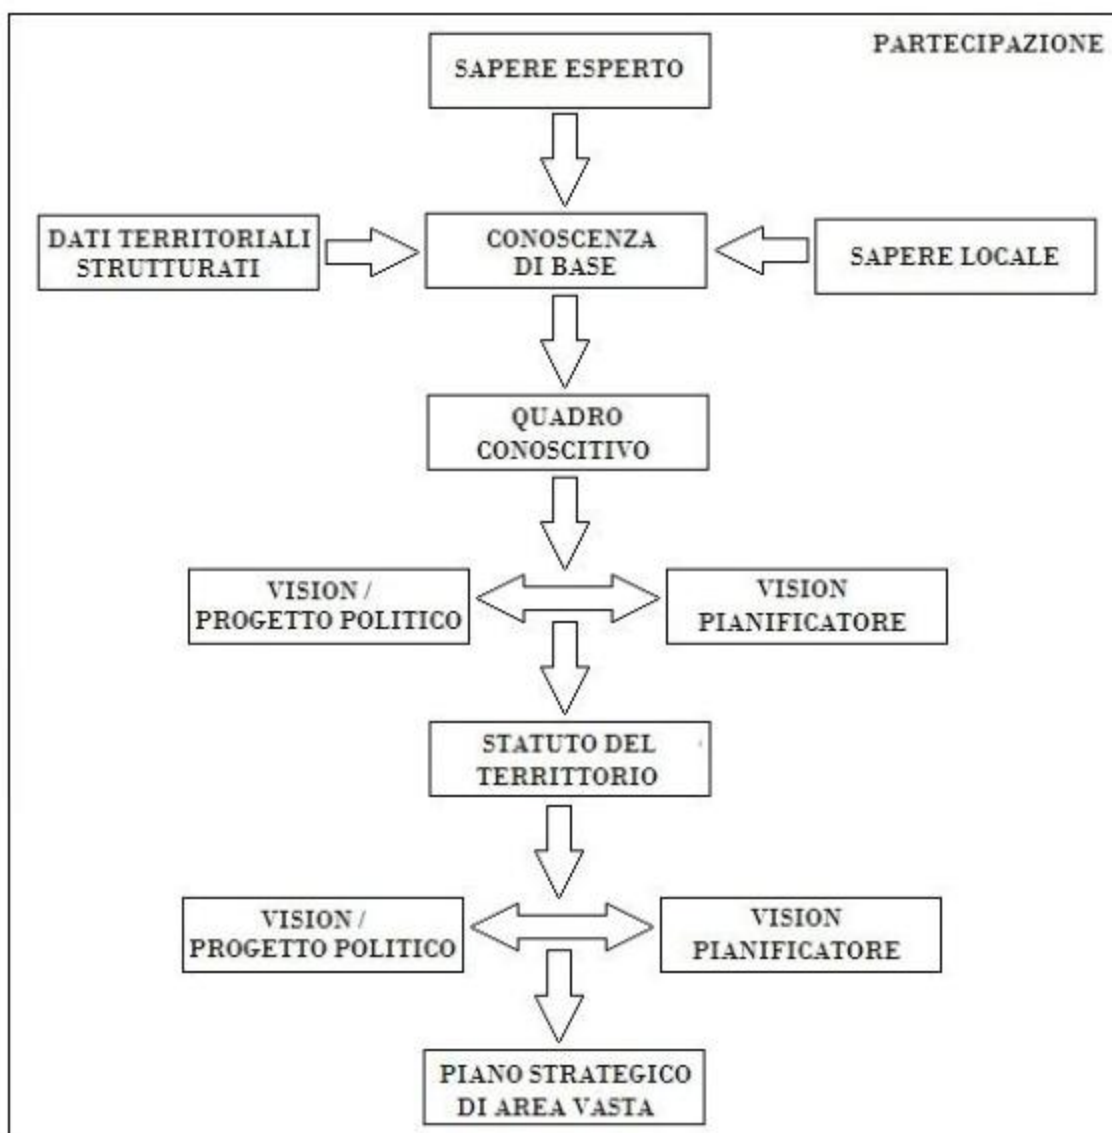 PARTECIPAZIONE
SAPERE ESPERTO
DATI TERRITORIALI
STRUTTURATI
CONOSCENZA
DI BASE
SAPERE LOCALE
QUADRO
CONOSCITIVO
VISION /
PROGETTO POLITICO
VISION
PIANIFICATORE
STATUTO DEL
TERRITTORIO
VISION /
PROGETTO POLITICO
VISION
PIANIFICATORE
PIANO STRATEGICO
DI AREA VASTA